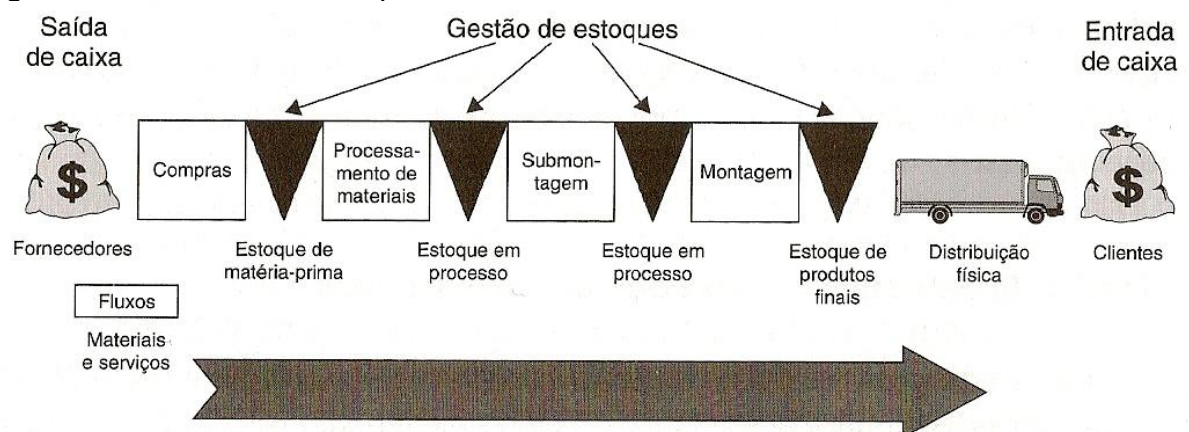 Saída
de caixa
Gestão de estoques
Entrada
de caixa
$
Compras
Processa-
mento de
materiais
Submon-
tagem
Montagem
$
Fornecedores
Estoque de
matéria-prima
Estoque em
processo
Estoque em
processo
Estoque de
produtos
finais
Distribuição
física
Clientes
Fluxos
Materiais
e serviços